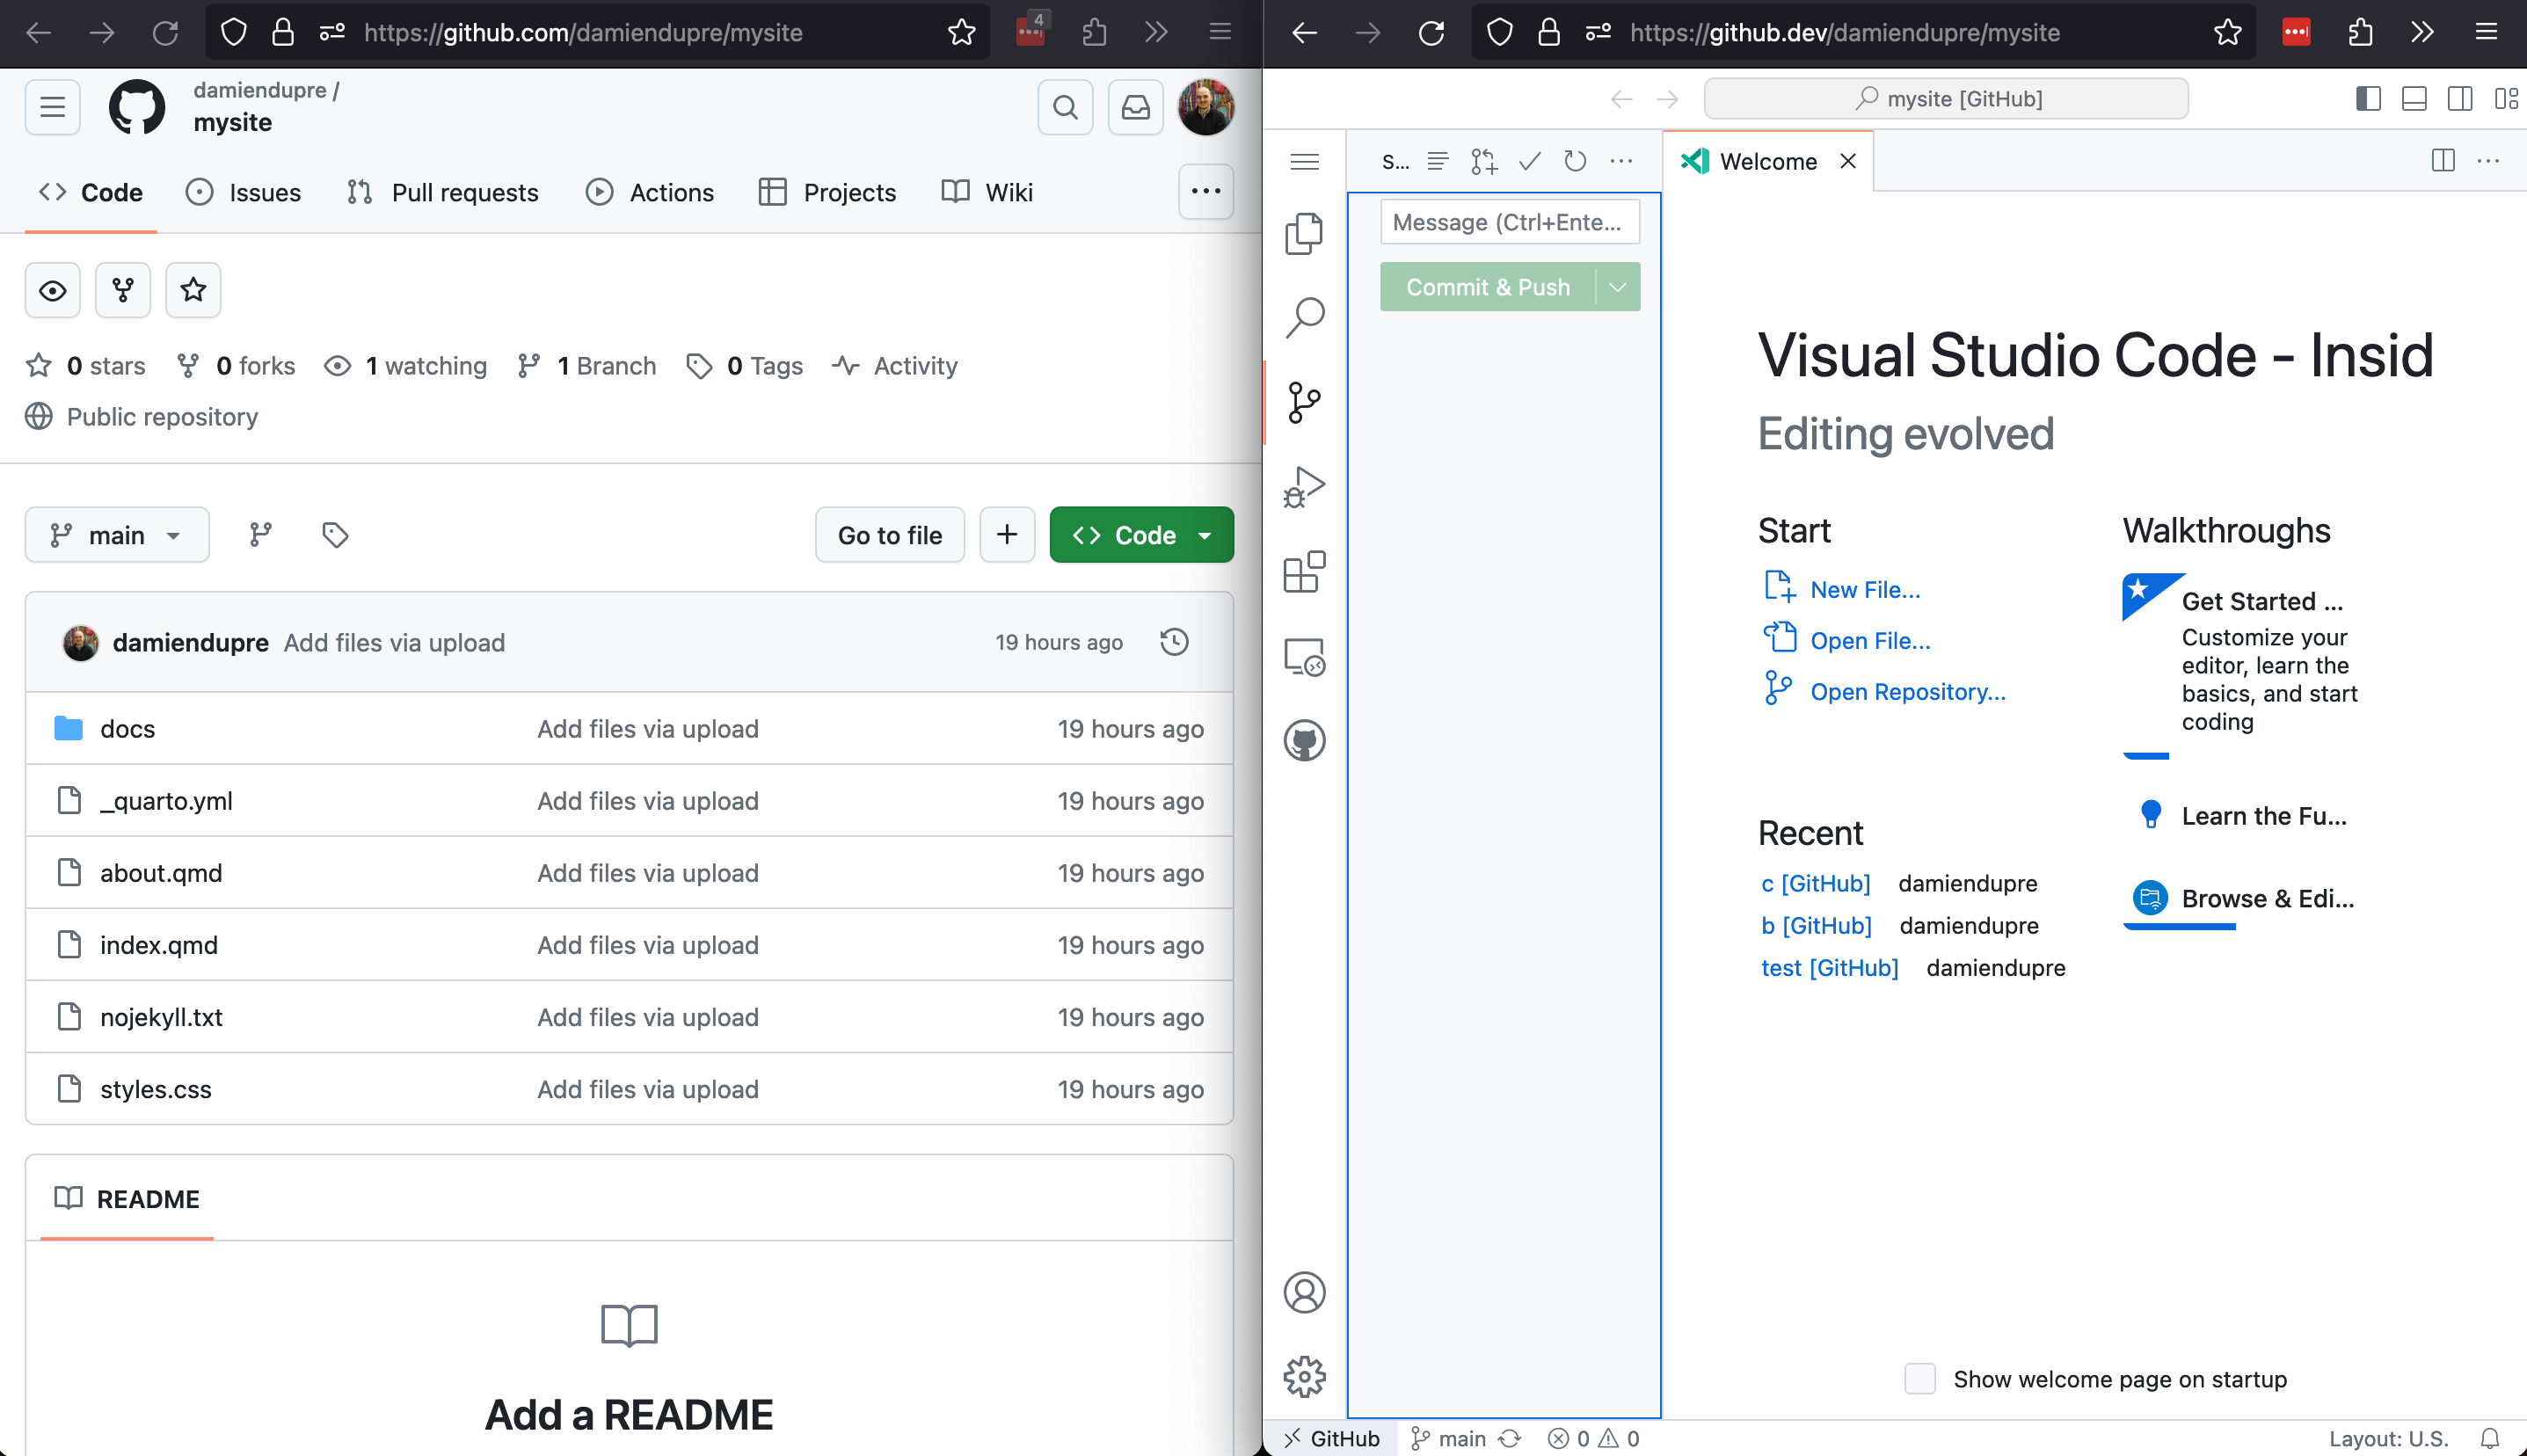 https://github.com/damiendupre/mysite
4
damiendupre /
mysite
Code
Issues
Pull requests
Actions
Projects
Wiki
0 stars
0 forks
1 watching
1 Branch
0 Tags
Activity
Public repository
main
Go to file
Code
damiendupre Add files via upload 19 hours ago
docs Add files via upload 19 hours ago
_quarto.yml Add files via upload 19 hours ago
about.qmd Add files via upload 19 hours ago
index.qmd Add files via upload 19 hours ago
nojekyll.txt Add files via upload 19 hours ago
styles.css Add files via upload 19 hours ago
README
Add a README
https://github.dev/damiendupre/mysite
mysite [GitHub]
S...
Welcome
Message (Ctrl+Ente...
Commit & Push
Visual Studio Code - Insid
Editing evolved
Start
New File...
Open File...
Open Repository...
Recent
c [GitHub] damiendupre
b [GitHub] damiendupre
test [GitHub] damiendupre
Walkthroughs
Get Started ...
Customize your
editor, learn the
basics, and start
coding
Learn the Fu...
Browse & Edi...
Show welcome page on startup
GitHub
main
0
0
Layout: U.S.